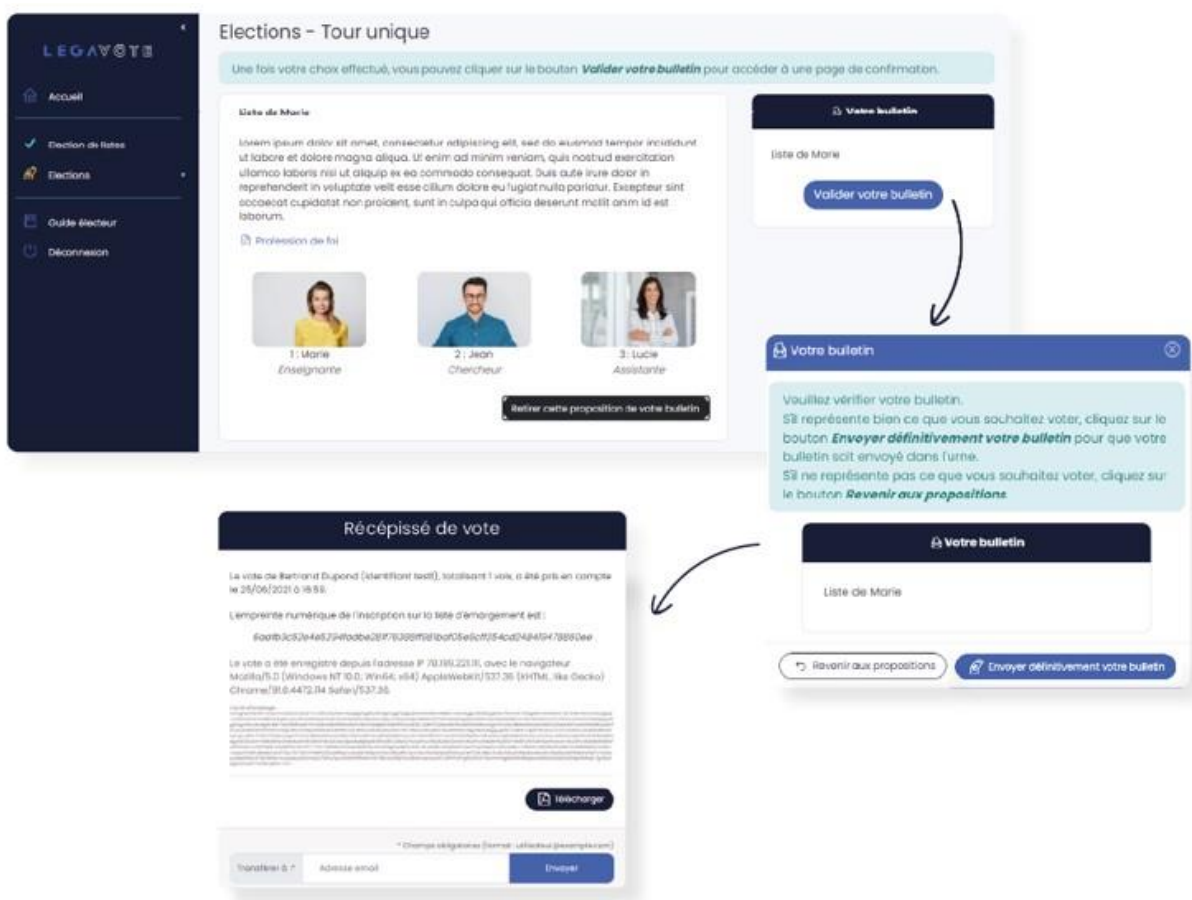 LEGAVOTE
Accueil
Election de listes
Elections
Guide électeur
Déconnexion
Elections - Tour unique
Une fois votre choix effectué, vous pouvez cliquer sur le bouton Valider votre bulletin pour accéder à une page de confirmation.
Liste de Marie
Lorem ipsum dolor sit amet, consectetur adipiscing elit, sed do eiusmod tempor incididunt
ut labore et dolore magna aliqua. Ut enim ad minim veniam, quis nostrud exercitation
ullamco laboris nisi ut aliquip ex ea commodo consequat. Duis aute irure dolor in
reprehenderit in voluptate velit esse cillum dolore eu fugiat nulla pariatur. Excepteur sint
occaecat cupidatat non proident, sunt in culpa qui officia deserunt mollit anim id est
laborum.
Profession de foi
1 : Marie
Enseignante
2 : Jean
Chercheur
3 : Lucie
Assistante
Retirer cette proposition de votre bulletin
Votre bulletin
Liste de Marie
Valider votre bulletin
Votre bulletin
Veuillez vérifier votre bulletin.
S'il représente bien ce que vous souhaitez voter, cliquez sur le
bouton Envoyer définitivement votre bulletin pour que votre
bulletin soit envoyé dans l'urne.
S'il ne représente pas ce que vous souhaitez voter, cliquez sur
le bouton Revenir aux propositions.
Votre bulletin
Liste de Marie
Revenir aux propositions
Envoyer définitivement votre bulletin
Récépissé de vote
Le vote de Bertrand Dupond (identifiant test1), totalisant 1 voix, a été pris en compte
le 25/06/2021 à 16:59.
L'empreinte numérique de l'inscription sur la liste d'émargement est :
Le vote a été enregistré depuis l'adresse IP avec le navigateur
Mozilla/5.0 (Windows NT 10.0; Win64; x64) AppleWebKit/537.36 (KHTML, like Gecko)
Chrome/91.0.4472.114 Safari/537.36.
Télécharger
* Champs obligatoires (format : utilisateur@example.com)
Transférer à *
Adresse email
Envoyer